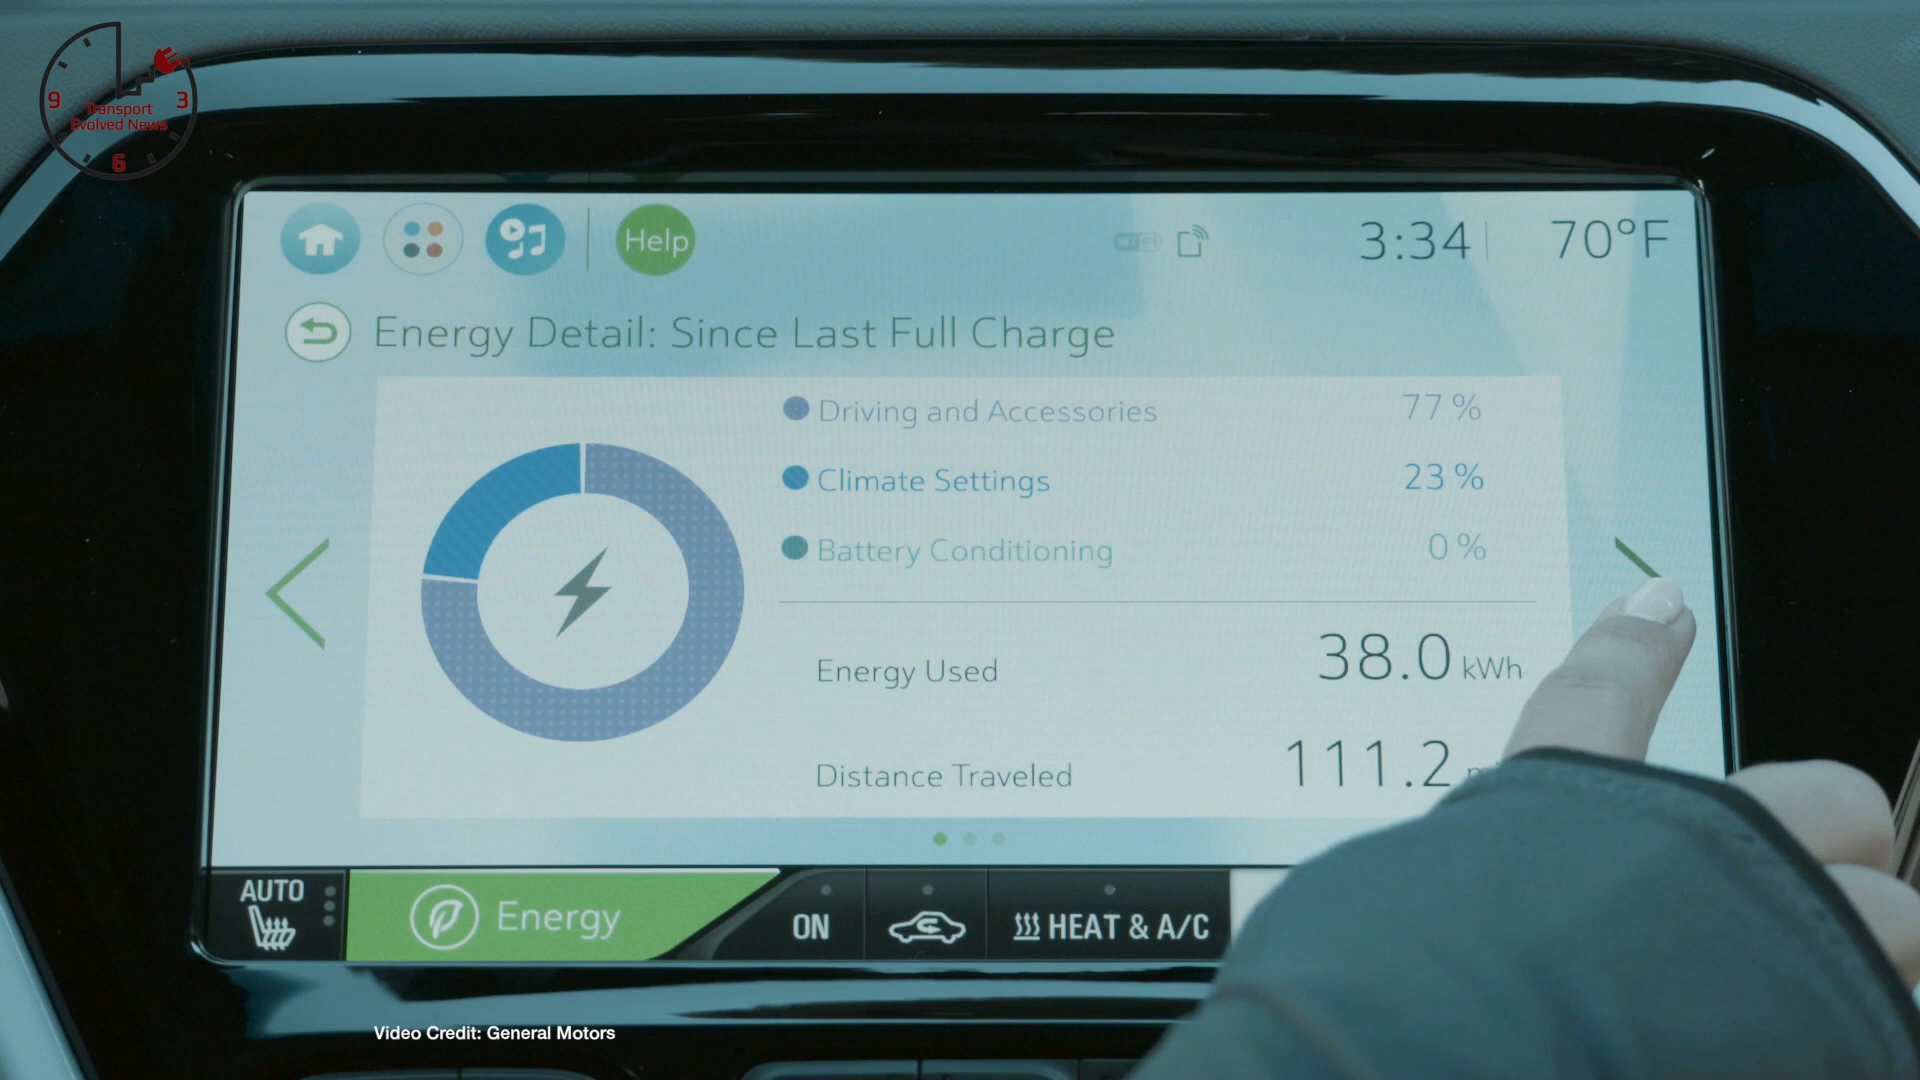 9
3
6
Transport
Evolved News
Help
WiFi
3:34
70°F
Energy Detail: Since Last Full Charge
Driving and Accessories 77 %
Climate Settings 23 %
Battery Conditioning 0 %
Energy Used 38.0 kWh
Distance Traveled 111.2
AUTO
Energy
ON
HEAT & A/C
Video Credit: General Motors